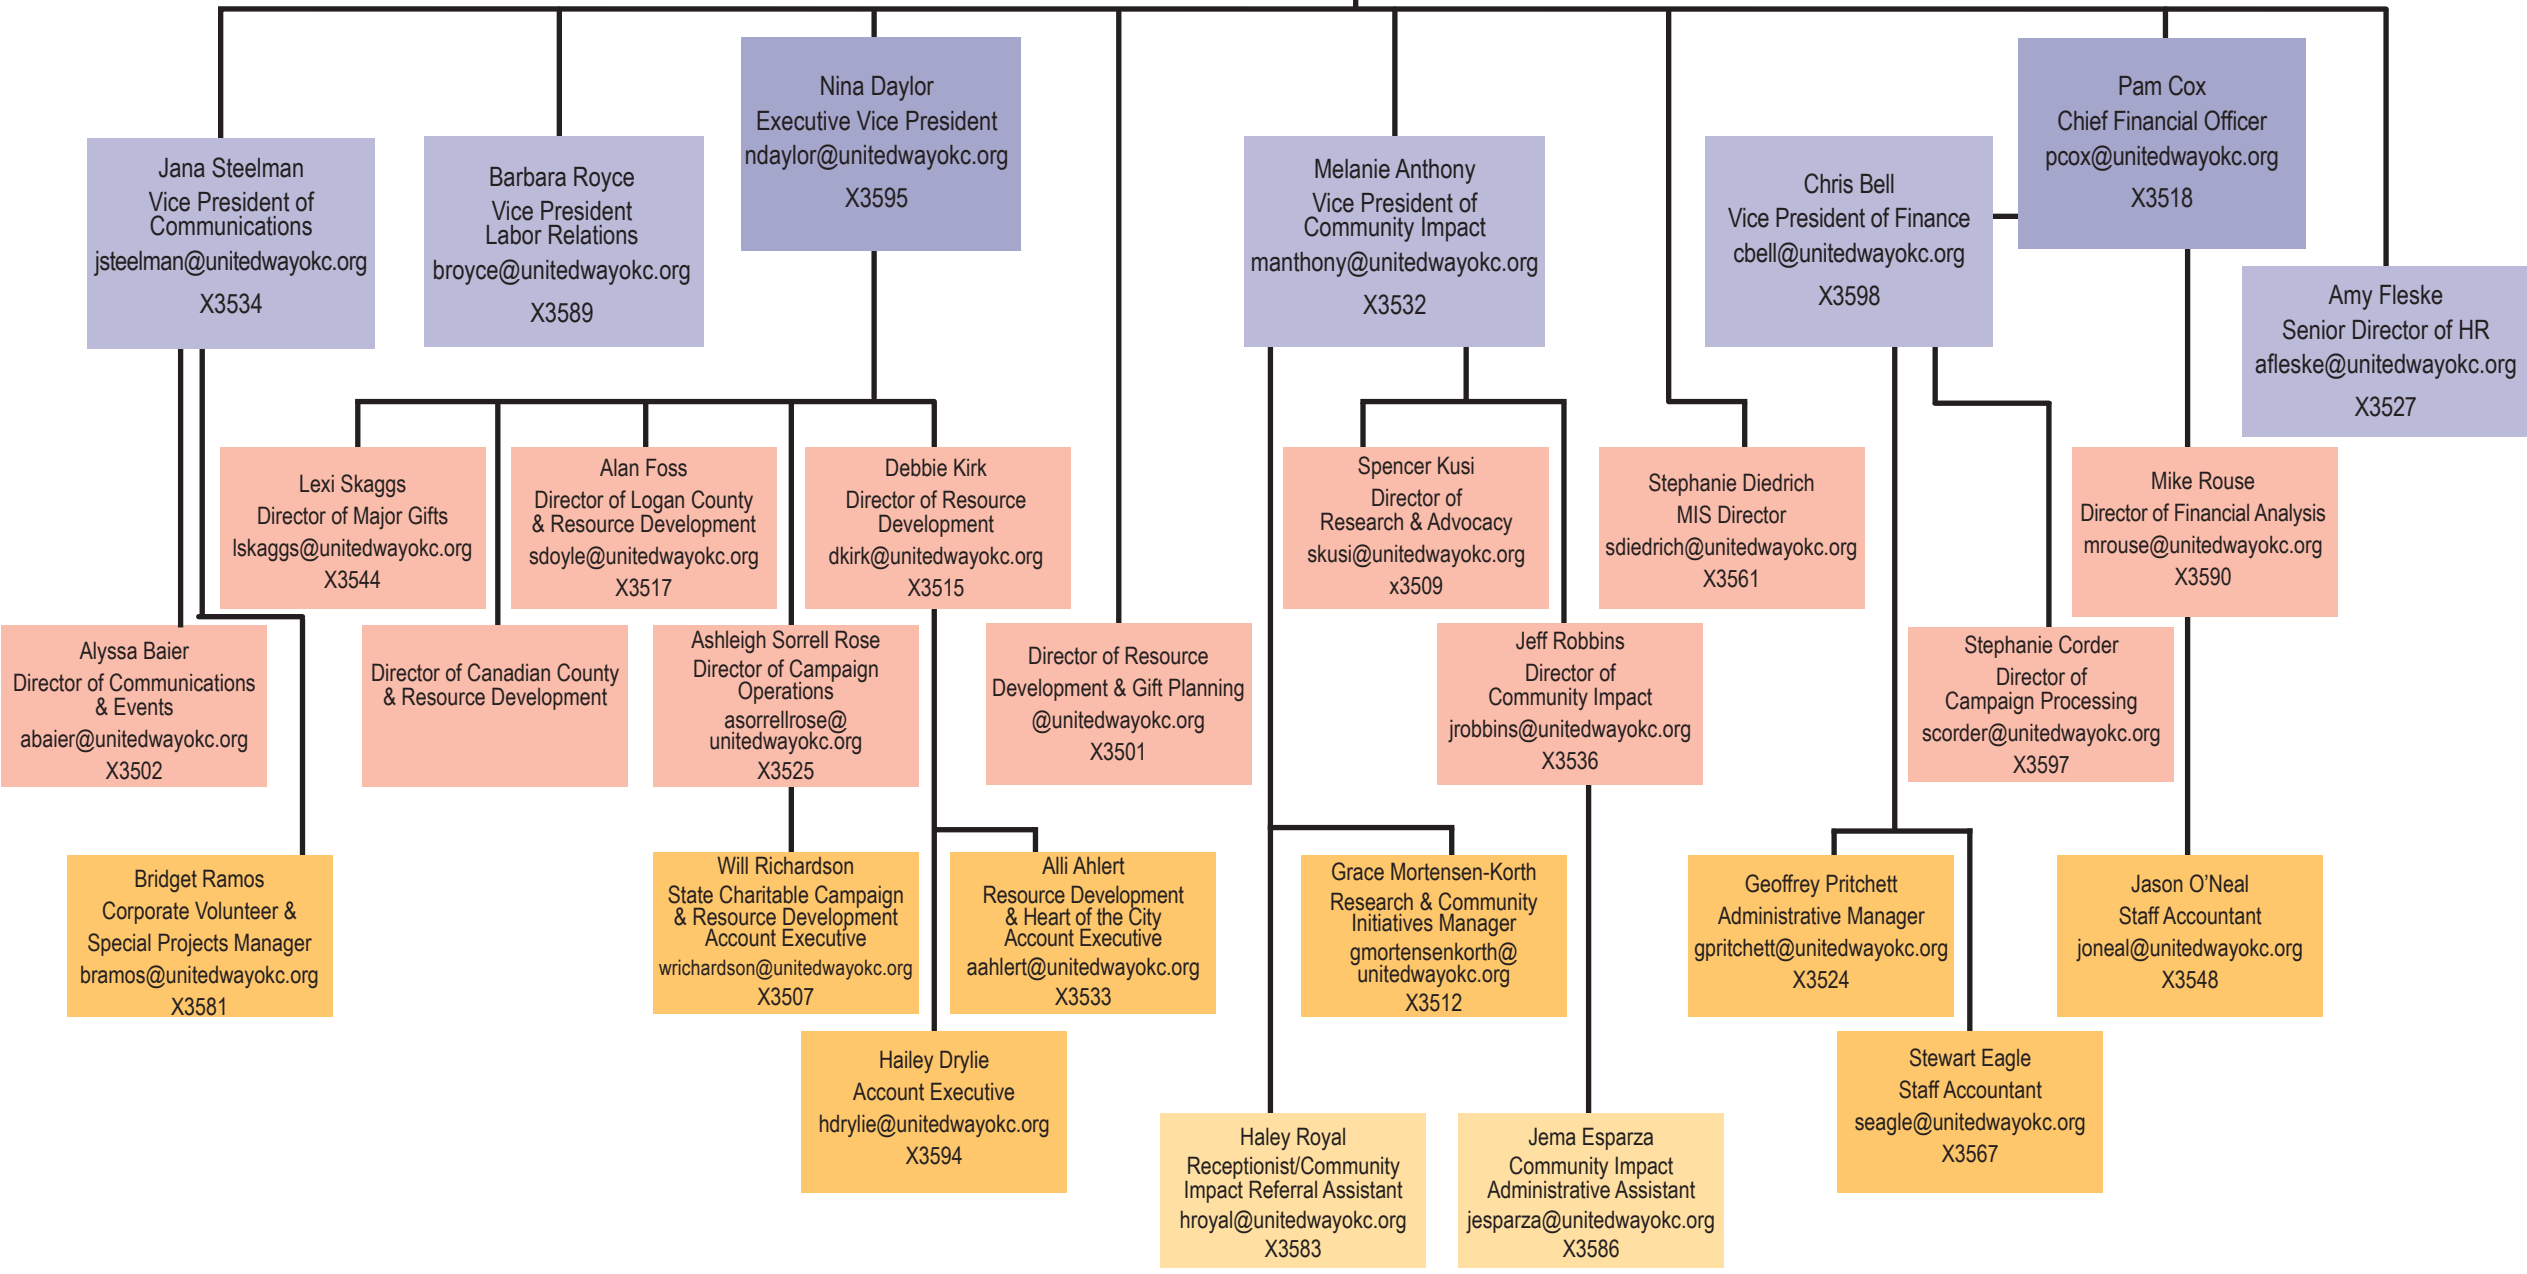 Nina Daylor
Executive Vice President
ndaylor@unitedwayokc.org
X3595
Pam Cox
Chief Financial Officer
pcox@unitedwayokc.org
X3518
Jana Steelman
Vice President of
Communications
jsteelman@unitedwayokc.org
X3534
Barbara Royce
Vice President
Labor Relations
broyce@unitedwayokc.org
X3589
Melanie Anthony
Vice President of
Community Impact
manthony@unitedwayokc.org
X3532
Chris Bell
Vice President of Finance
cbell@unitedwayokc.org
X3598
Amy Fleske
Senior Director of HR
afleske@unitedwayokc.org
X3527
Lexi Skaggs
Director of Major Gifts
lskaggs@unitedwayokc.org
X3544
Alan Foss
Director of Logan County
& Resource Development
sdoyle@unitedwayokc.org
X3517
Debbie Kirk
Director of Resource
Development
dkirk@unitedwayokc.org
X3515
Spencer Kusi
Director of
Research & Advocacy
skusi@unitedwayokc.org
x3509
Stephanie Diedrich
MIS Director
sdiedrich@unitedwayokc.org
X3561
Mike Rouse
Director of Financial Analysis
mrouse@unitedwayokc.org
X3590
Alyssa Baier
Director of Communications
& Events
abaier@unitedwayokc.org
X3502
Director of Canadian County
& Resource Development
Ashleigh Sorrell Rose
Director of Campaign
Operations
asorrellrose@
unitedwayokc.org
X3525
Director of Resource
Development & Gift Planning
@unitedwayokc.org
X3501
Jeff Robbins
Director of
Community Impact
jrobbins@unitedwayokc.org
X3536
Stephanie Corder
Director of
Campaign Processing
scorder@unitedwayokc.org
X3597
Bridget Ramos
Corporate Volunteer &
Special Projects Manager
bramos@unitedwayokc.org
X3581
Will Richardson
State Charitable Campaign
& Resource Development
Account Executive
wrichardson@unitedwayokc.org
X3507
Alli Ahlert
Resource Development
& Heart of the City
Account Executive
aahlert@unitedwayokc.org
X3533
Grace Mortensen-Korth
Research & Community
Initiatives Manager
gmortensenkorth@
unitedwayokc.org
X3512
Geoffrey Pritchett
Administrative Manager
gpritchett@unitedwayokc.org
X3524
Jason O’Neal
Staff Accountant
joneal@unitedwayokc.org
X3548
Hailey Drylie
Account Executive
hdrylie@unitedwayokc.org
X3594
Stewart Eagle
Staff Accountant
seagle@unitedwayokc.org
X3567
Haley Royal
Receptionist/Community
Impact Referral Assistant
hroyal@unitedwayokc.org
X3583
Jema Esparza
Community Impact
Administrative Assistant
jesparza@unitedwayokc.org
X3586